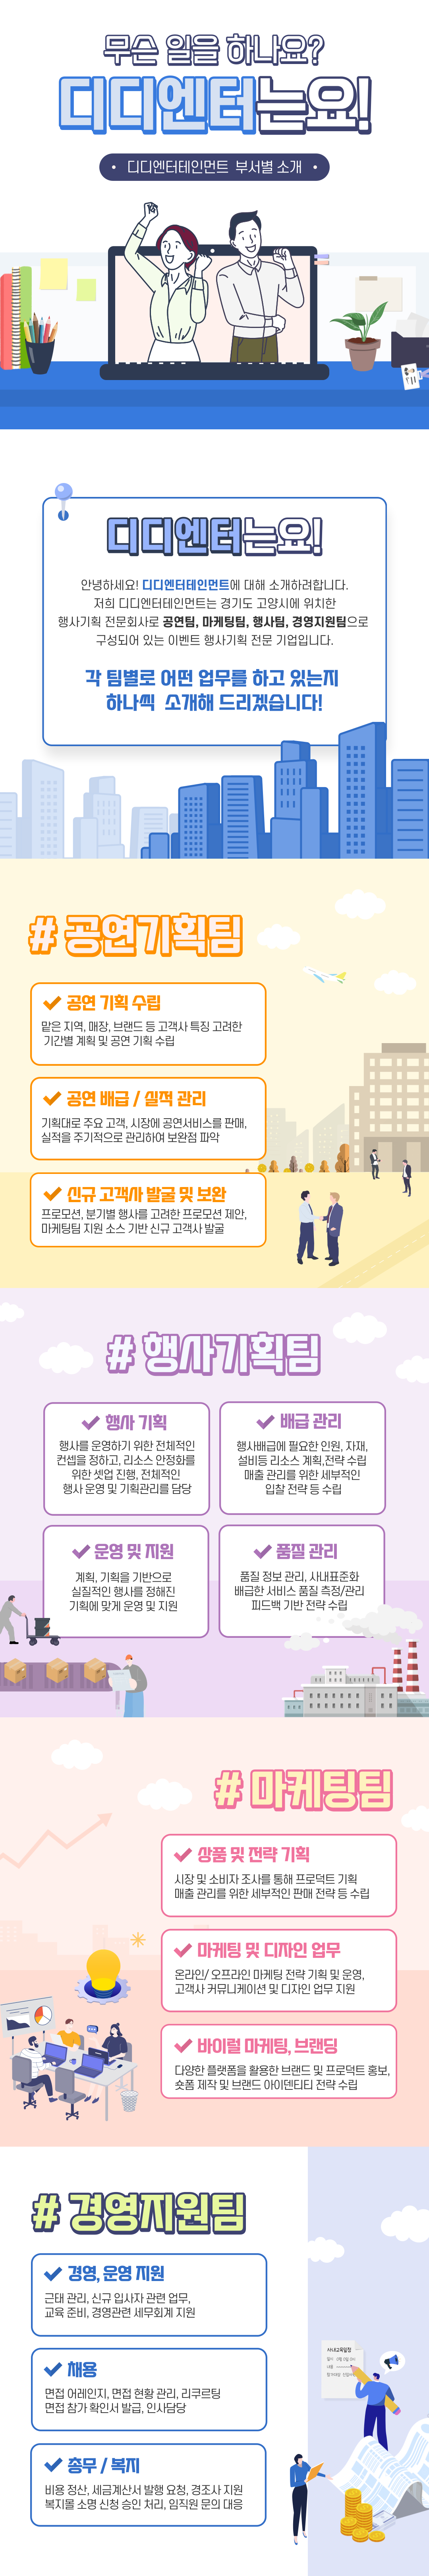 무슨 일을 하나요?
디디엔터는요!
• 디디엔터테인먼트 부서별 소개 •
디디엔터는요!
안녕하세요! 디디엔터테인먼트에 대해 소개하려합니다.
저희 디디엔터테인먼트는 경기도 고양시에 위치한
행사기획 전문회사로 공연팀, 마케팅팀, 행사팀, 경영지원팀으로
구성되어 있는 이벤트 행사기획 전문 기업입니다.
각 팀별로 어떤 업무를 하고 있는지
하나씩 소개해 드리겠습니다!
# 공연기획팀
공연 기획 수립
맡은 지역, 매장, 브랜드 등 고객사 특징 고려한
기간별 계획 및 공연 기획 수립
공연 배급 / 실적 관리
기획대로 주요 고객, 시장에 공연서비스를 판매,
실적을 주기적으로 관리하여 보완점 파악
신규 고객사 발굴 및 보완
프로모션, 분기별 행사를 고려한 프로모션 제안,
마케팅팀 지원 소스 기반 신규 고객사 발굴
# 행사기획팀
행사 기획
행사를 운영하기 위한 전체적인
컨셉을 정하고, 리소스 안정화를
위한 셋업 진행, 전체적인
행사 운영 및 기획관리를 담당
배급 관리
행사배급에 필요한 인원, 자재,
설비등 리소스 계획,전략 수립
매출 관리를 위한 세부적인
입찰 전략 등 수립
운영 및 지원
계획, 기획을 기반으로
실질적인 행사를 정해진
기획에 맞게 운영 및 지원
품질 관리
품질 정보 관리, 사내표준화
배급한 서비스 품질 측정/관리
피드백 기반 전략 수립
# 마케팅팀
상품 및 전략 기획
시장 및 소비자 조사를 통해 프로덕트 기획
매출 관리를 위한 세부적인 판매 전략 등 수립
마케팅 및 디자인 업무
온라인/ 오프라인 마케팅 전략 기획 및 운영,
고객사 커뮤니케이션 및 디자인 업무 지원
바이럴 마케팅, 브랜딩
다양한 플랫폼을 활용한 브랜드 및 프로덕트 홍보,
숏폼 제작 및 브랜드 아이덴티티 전략 수립
# 경영지원팀
경영, 운영 지원
근태 관리, 신규 입사자 관련 업무,
교육 준비, 경영관련 세무회계 지원
채용
면접 어레인지, 면접 현황 관리, 리쿠르팅
면접 참가 확인서 발급, 인사담당
사내교육일정
총무 / 복지
비용 정산, 세금계산서 발행 요청, 경조사 지원
복지몰 소명 신청 승인 처리, 임직원 문의 대응